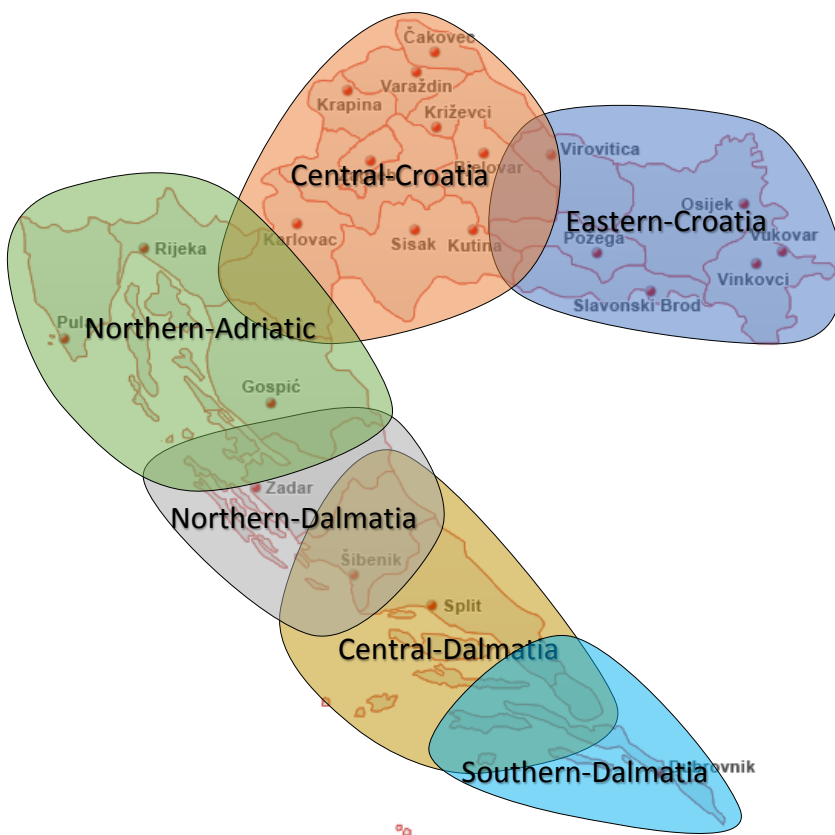 Čakovec
Varaždin
Krapina
Križevci
Bjelovar
Virovitica
Central-Croatia
Osijek
Eastern-Croatia
Karlovac
Sisak
Kutina
Požega
Vukovar
Rijeka
Vinkovci
Slavonski Brod
Pula
Northern-Adriatic
Gospić
Zadar
Northern-Dalmatia
Šibenik
Split
Central-Dalmatia
Dubrovnik
Southern-Dalmatia